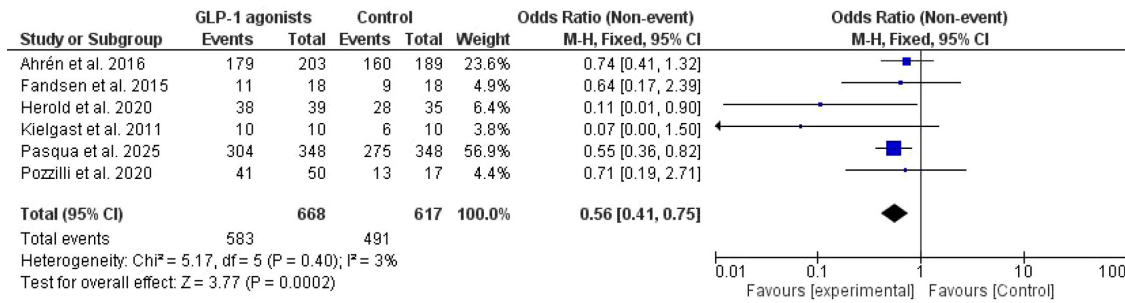 GLP-1 agonists Control Odds Ratio (Non-event) Odds Ratio (Non-event)
Study or Subgroup Events Total Events Total Weight M-H, Fixed, 95% CI M-H, Fixed, 95% CI
Ahrén et al. 2016 179 203 160 189 23.6% 0.74 [0.41, 1.32]
Fandsen et al. 2015 11 18 9 18 4.9% 0.64 [0.17, 2.39]
Herold et al. 2020 38 39 28 35 6.4% 0.11 [0.01, 0.90]
Kielgast et al. 2011 10 10 6 10 3.8% 0.07 [0.00, 1.50]
Pasqua et al. 2025 304 348 275 348 56.9% 0.55 [0.36, 0.82]
Pozzilli et al. 2020 41 50 13 17 4.4% 0.71 [0.19, 2.71]
Total (95% CI) 668 617 100.0% 0.56 [0.41, 0.75]
Total events 583 491
Heterogeneity: Chi² = 5.17, df = 5 (P = 0.40); I² = 3%
Test for overall effect: Z = 3.77 (P = 0.0002)
0.01 0.1 1 10 100
Favours [experimental] Favours [Control]